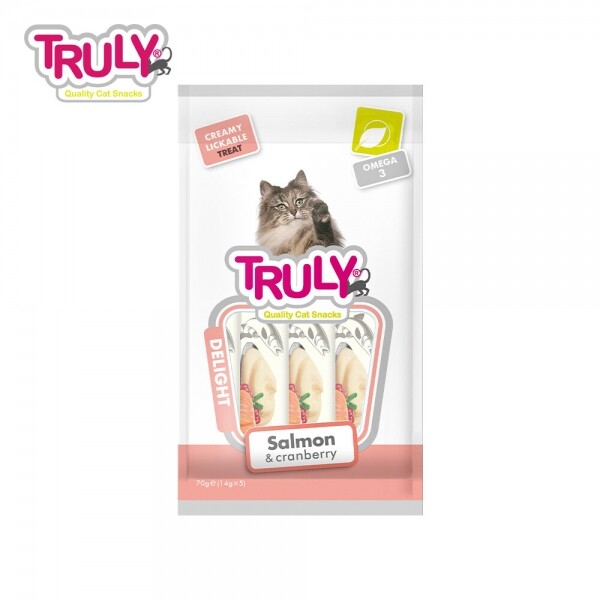 TRULY®
Quality Cat Snacks
CREAMY
LICKABLE
TREAT
OMEGA
3
TRULY®
Quality Cat Snacks
DELIGHT
Salmon
& cranberry
70g e (14g x 5)